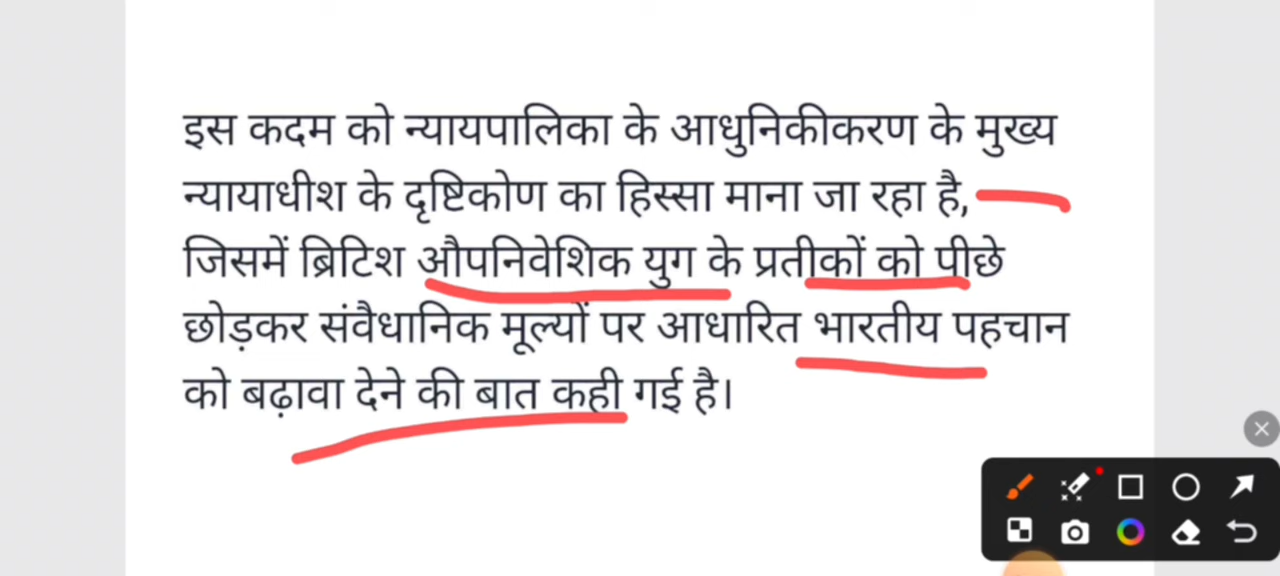 इस कदम को न्यायपालिका के आधुनिकीकरण के मुख्य
न्यायाधीश के दृष्टिकोण का हिस्सा माना जा रहा है,
जिसमें ब्रिटिश औपनिवेशिक युग के प्रतीकों को पीछे
छोड़कर संवैधानिक मूल्यों पर आधारित भारतीय पहचान
को बढ़ावा देने की बात कही गई है।